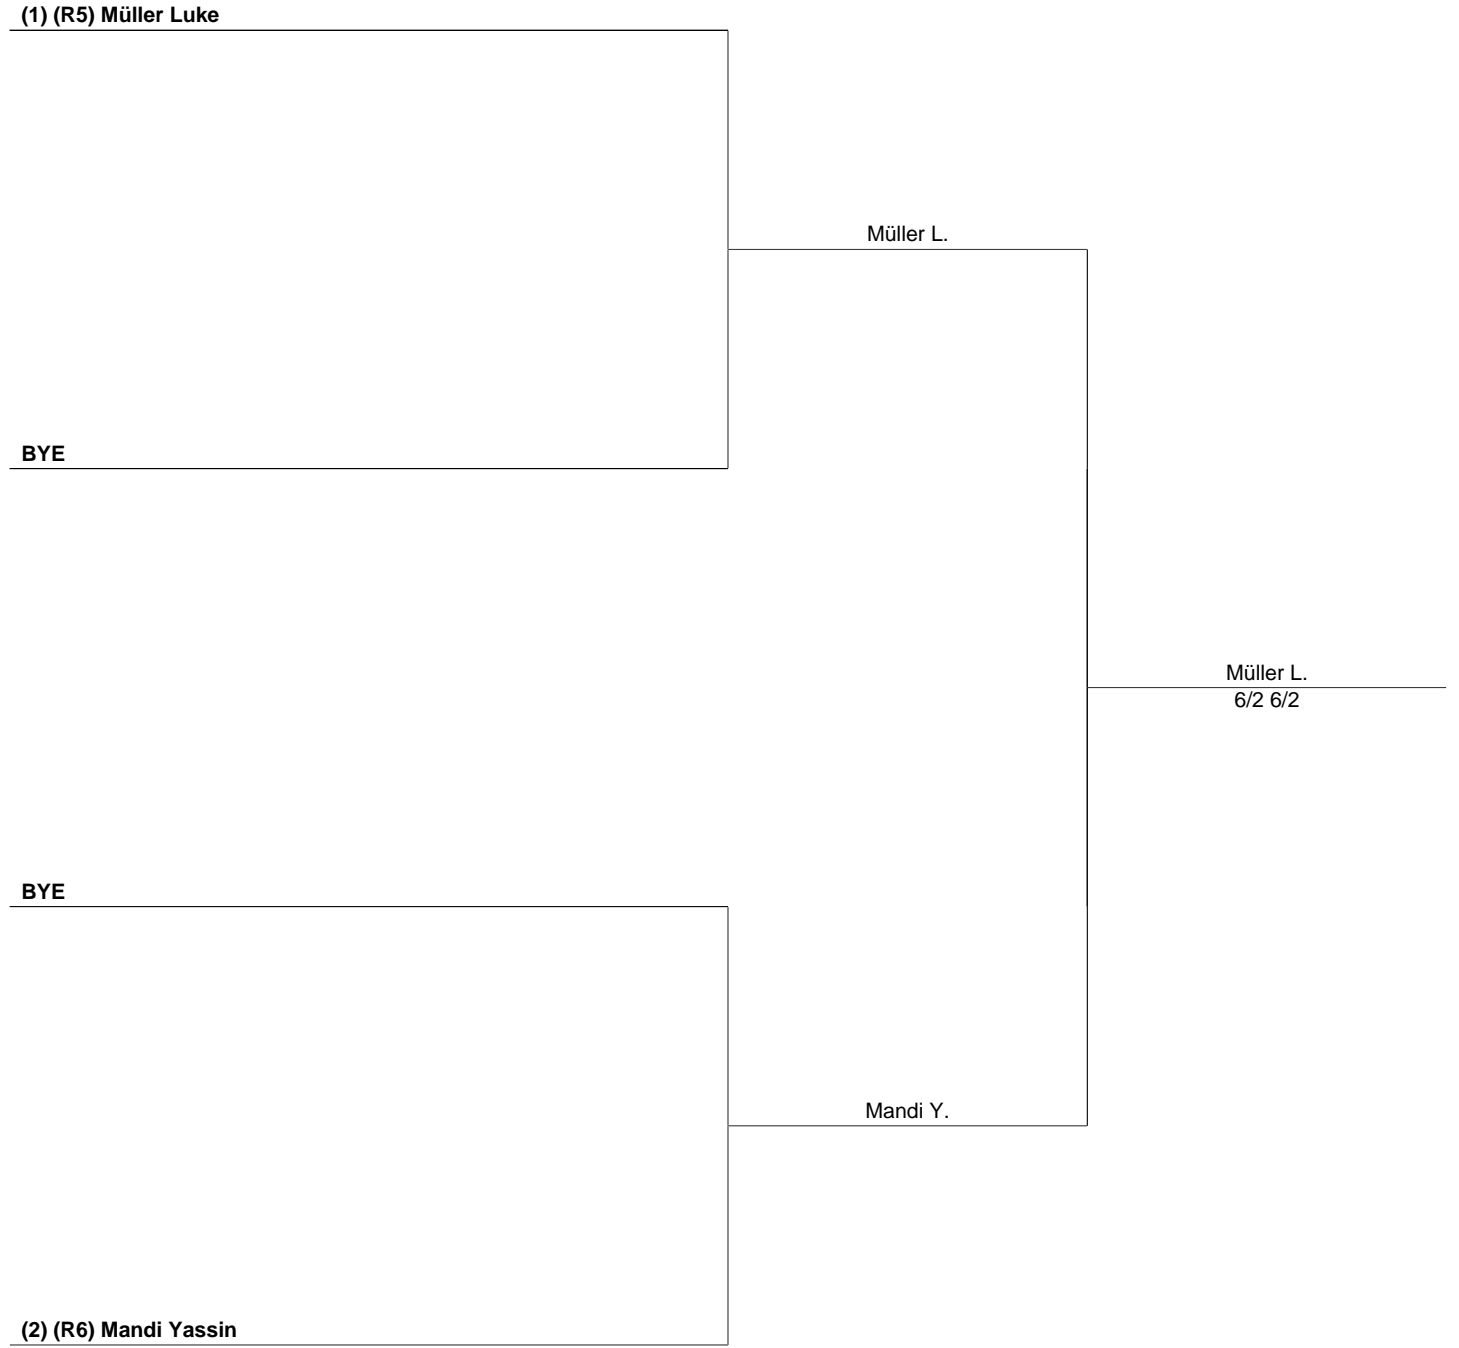 (1) (R5) Müller Luke
Müller L.
BYE
Müller L.
6/2 6/2
BYE
Mandi Y.
(2) (R6) Mandi Yassin